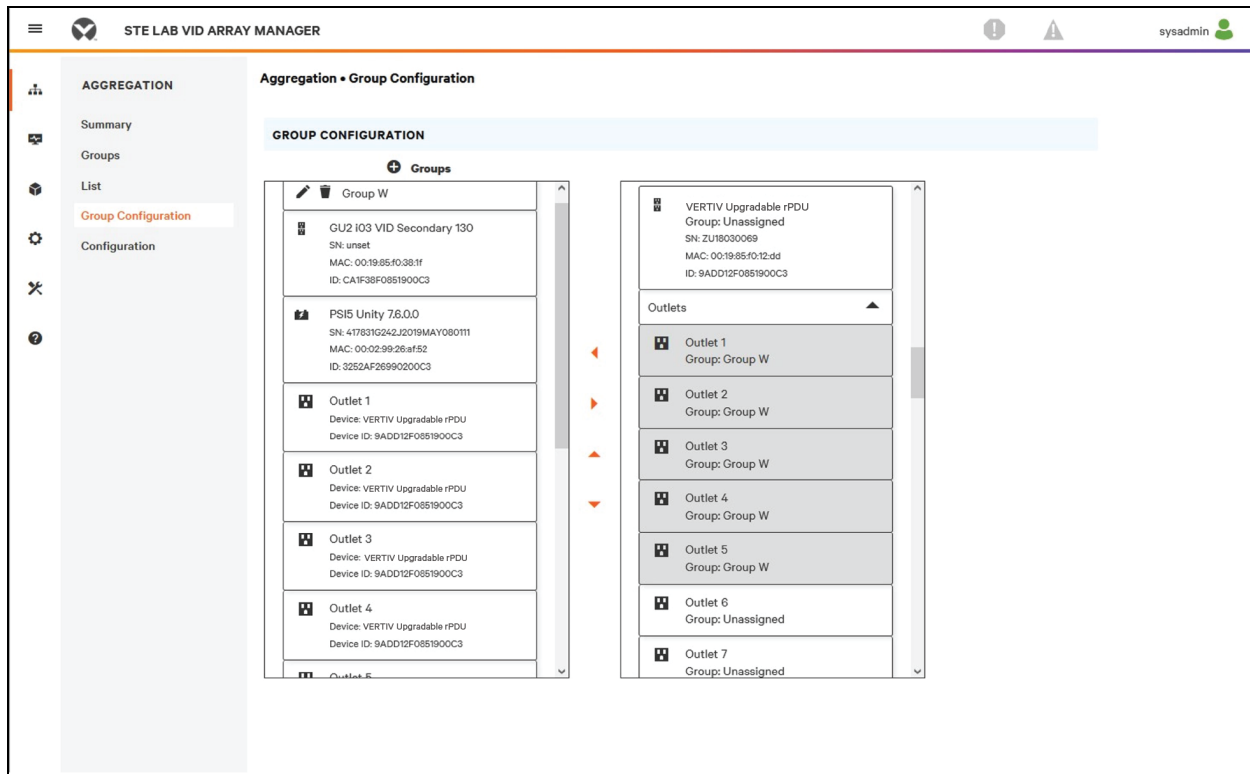 STE LAB VID ARRAY MANAGER
sysadmin
AGGREGATION
Summary
Groups
List
Group Configuration
Configuration
Aggregation • Group Configuration
GROUP CONFIGURATION
Groups
Group W
GU2 i03 VID Secondary 130
SN: unset
MAC: 00:19:85:f0:38:1f
ID: CA1F38F0851900C3
PSI5 Unity 7.6.0.0
SN: 417831G242J2019MAY080111
MAC: 00:02:99:26:af:52
ID: 3252AF26990200C3
Outlet 1
Device: VERTIV Upgradable rPDU
Device ID: 9ADD12F0851900C3
Outlet 2
Device: VERTIV Upgradable rPDU
Device ID: 9ADD12F0851900C3
Outlet 3
Device: VERTIV Upgradable rPDU
Device ID: 9ADD12F0851900C3
Outlet 4
Device: VERTIV Upgradable rPDU
Device ID: 9ADD12F0851900C3
Outlet 5
VERTIV Upgradable rPDU
Group: Unassigned
SN: ZU18030069
MAC: 00:19:85:f0:12:dd
ID: 9ADD12F0851900C3
Outlets
Outlet 1
Group: Group W
Outlet 2
Group: Group W
Outlet 3
Group: Group W
Outlet 4
Group: Group W
Outlet 5
Group: Group W
Outlet 6
Group: Unassigned
Outlet 7
Group: Unassigned